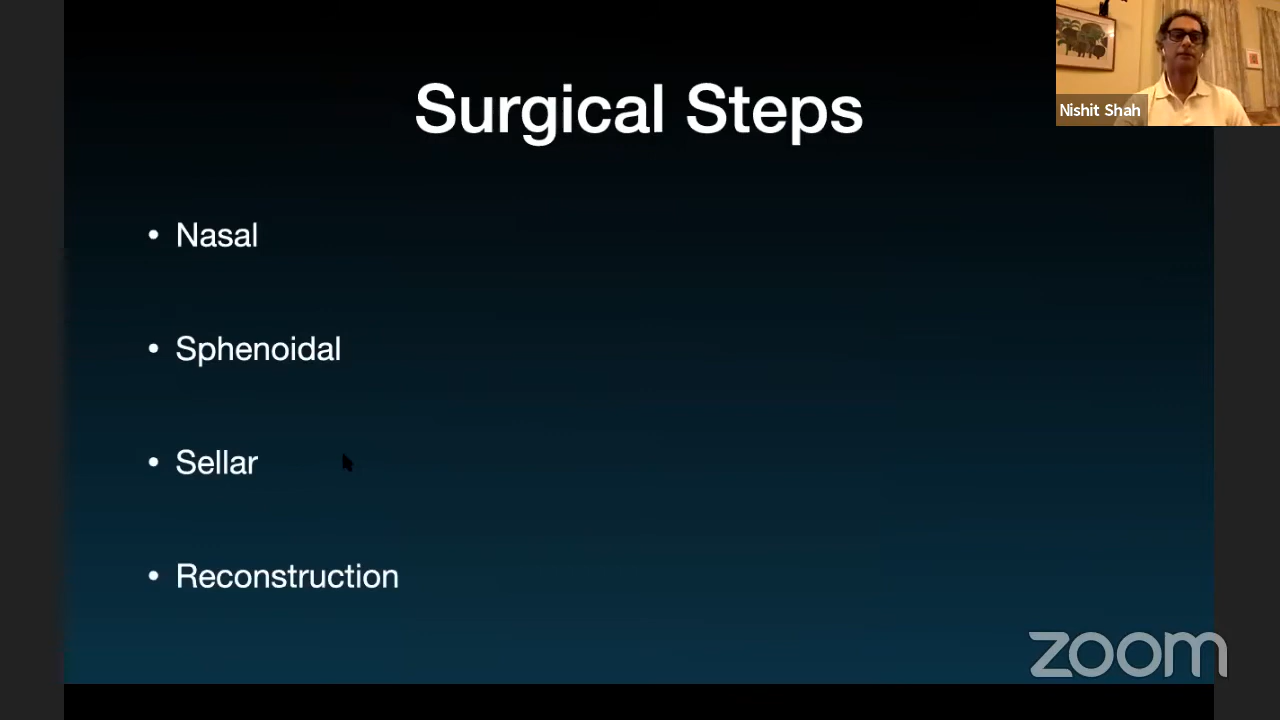 Surgical Steps
Nishit Shah
• Nasal
• Sphenoidal
• Sellar
• Reconstruction
zoom